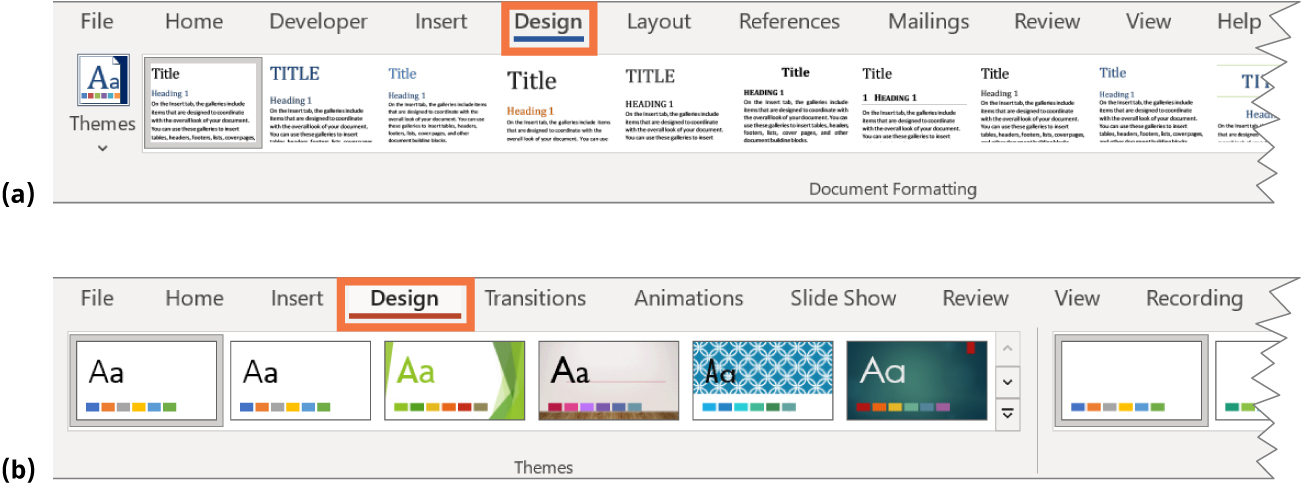 File Home Developer Insert Design Layout References Mailings Review View Help
Aa Themes
Title
Heading 1
On the Insert tab, the galleries include
items that are designed to coordinate
with the overall look of your document.
You can use these galleries to insert
tables, headers, footers, lists, cover pages,
TITLE
Heading 1
On the Insert tab, the galleries include
items that are designed to coordinate
with the overall look of your document.
You can use these galleries to insert
tables, headers, footers, lists, cover pages,
Title
Heading 1
On the Insert tab, the galleries include items
that are designed to coordinate with the
overall look of your document. You can use
these galleries to insert tables, headers,
footers, lists, cover pages, and other
document building blocks.
Title
Heading 1
On the Insert tab, the galleries include items
that are designed to coordinate with the
overall look of your document. You can use
TITLE
HEADING 1
On the Insert tab, the galleries include
items that are designed to coordinate
with the overall look of your document.
You can use these galleries to insert
Title
HEADING 1
On the Insert tab, the galleries include
items that are designed to coordinate with
the overall look of your document. You can
use these galleries to insert tables, headers,
footers, lists, cover pages, and other
document building blocks.
Title
1 HEADING 1
On the Insert tab, the galleries include
items that are designed to coordinate
with the overall look of your document.
You can use these galleries to insert
Title
Heading 1
On the Insert tab, the galleries include
items that are designed to coordinate
with the overall look of your document.
You can use these galleries to insert
tables, headers, footers, lists, cover pages,
and other document building blocks.
Title
Heading 1
On the Insert tab, the galleries include
items that are designed to coordinate
with the overall look of your document.
You can use these galleries to insert
tables, headers, footers, lists, cover pages,
and other document building blocks.
Document Formatting
(a)
File Home Insert Design Transitions Animations Slide Show Review View Recording
Aa Aa Aa Aa Aa Aa
Themes
(b)